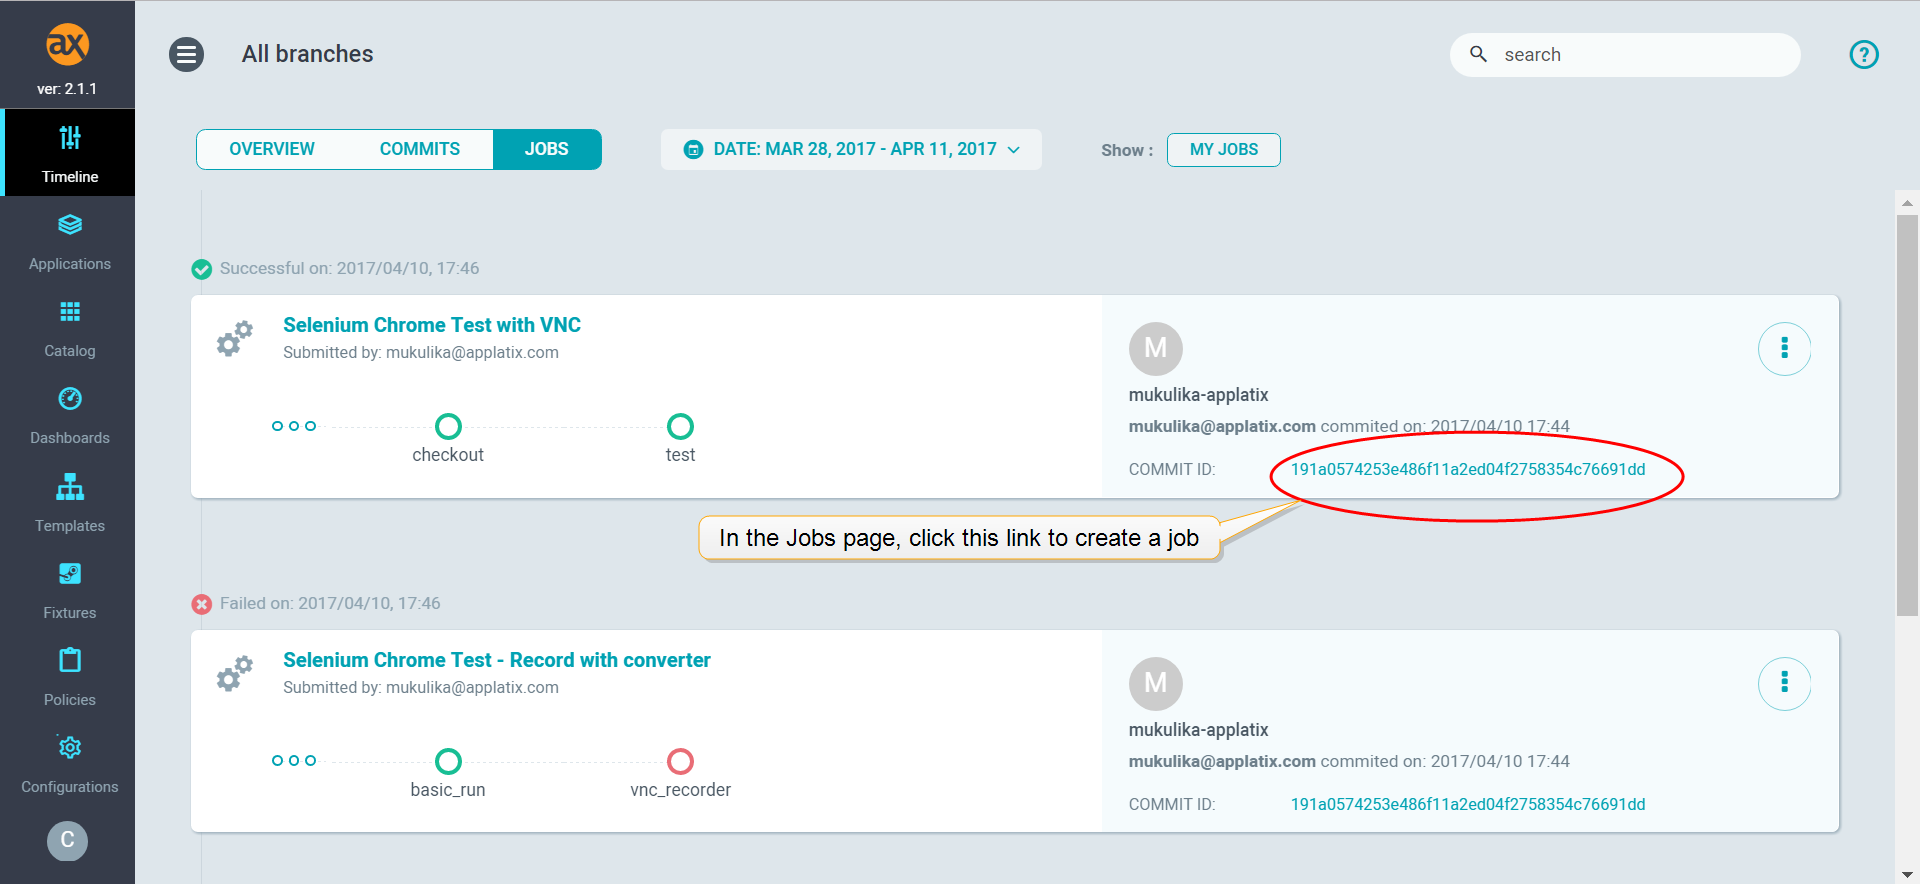 ax
ver: 2.1.1
Timeline
Applications
Catalog
Dashboards
Templates
Fixtures
Policies
Configurations
C
All branches
search
?
OVERVIEW COMMITS JOBS
DATE: MAR 28, 2017 - APR 11, 2017
Show : MY JOBS
Successful on: 2017/04/10, 17:46
Selenium Chrome Test with VNC
Submitted by: mukulika@applatix.com
checkout test
M
mukulika-applatix
mukulika@applatix.com commited on: 2017/04/10 17:44
COMMIT ID: 191a0574253e486f11a2ed04f2758354c76691dd
In the Jobs page, click this link to create a job
Failed on: 2017/04/10, 17:46
Selenium Chrome Test - Record with converter
Submitted by: mukulika@applatix.com
basic_run vnc_recorder
M
mukulika-applatix
mukulika@applatix.com commited on: 2017/04/10 17:44
COMMIT ID: 191a0574253e486f11a2ed04f2758354c76691dd